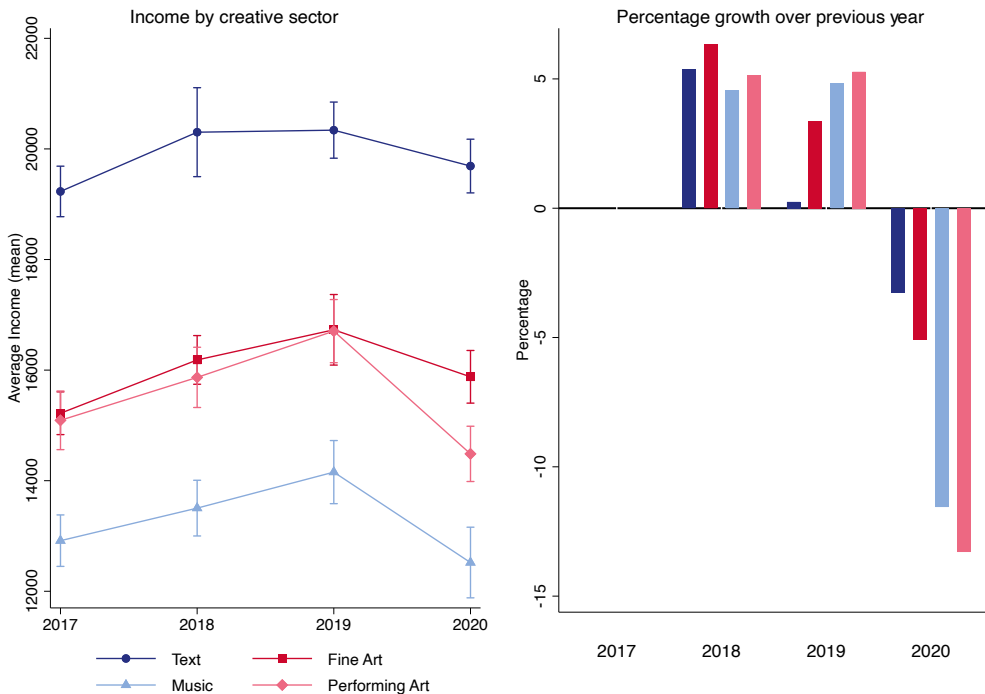 Income by creative sector
Average Income (mean)
22000
20000
18000
16000
14000
12000
2017 2018 2019 2020
Text Fine Art
Music Performing Art
Percentage growth over previous year
Percentage
5
0
-5
-10
-15
2017 2018 2019 2020